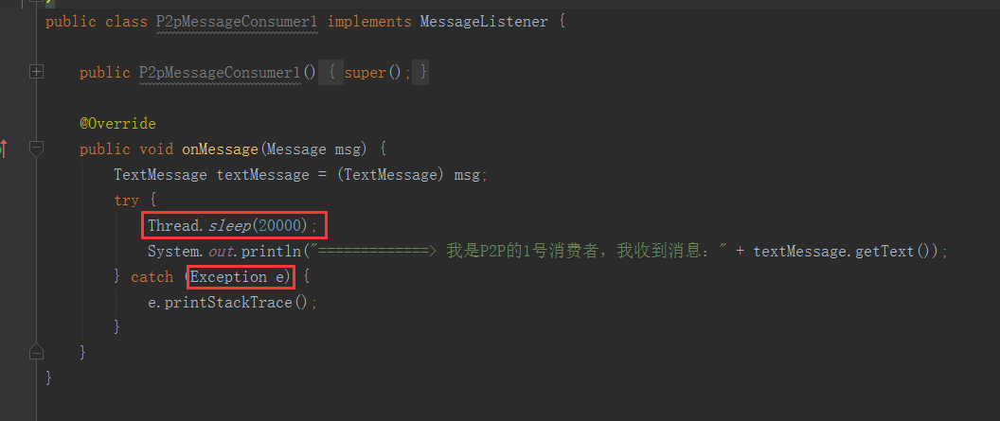 public class P2pMessageConsumer1 implements MessageListener {
public P2pMessageConsumer1() { super(); }
@Override
public void onMessage(Message msg) {
TextMessage textMessage = (TextMessage) msg;
try {
Thread.sleep(20000);
System.out.println("=============> 我是P2P的1号消费者，我收到消息：" + textMessage.getText());
} catch (Exception e) {
e.printStackTrace();
}
}
}